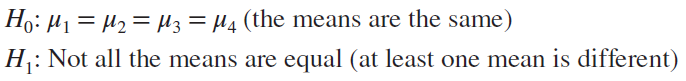 H₀: μ₁ = μ₂ = μ₃ = μ₄ (the means are the same)
H₁: Not all the means are equal (at least one mean is different)